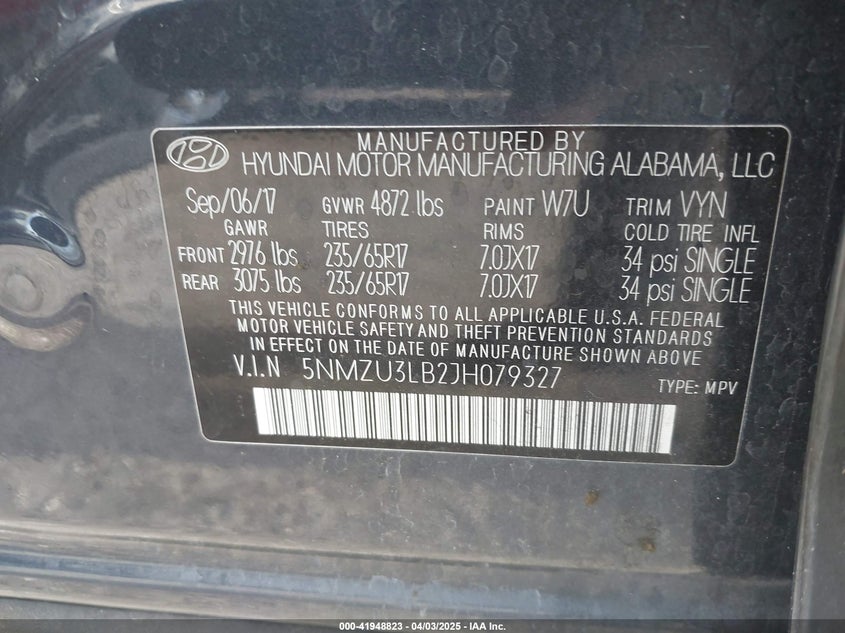 MANUFACTURED BY
HYUNDAI MOTOR MANUFACTURING ALABAMA, LLC
Sep/06/17 GVWR 4872 lbs PAINT W7U TRIM VYN
GAWR TIRES RIMS COLD TIRE INFL
FRONT 2976 lbs 235/65R17 7.0JX17 34 psi SINGLE
REAR 3075 lbs 235/65R17 7.0JX17 34 psi SINGLE
THIS VEHICLE CONFORMS TO ALL APPLICABLE U.S.A. FEDERAL
MOTOR VEHICLE SAFETY AND THEFT PREVENTION STANDARDS
IN EFFECT ON THE DATE OF MANUFACTURE SHOWN ABOVE
V.I.N 5NMZU3LB2JH079327 TYPE: MPV
000-41948823 - 04/03/2025 - IAA Inc.